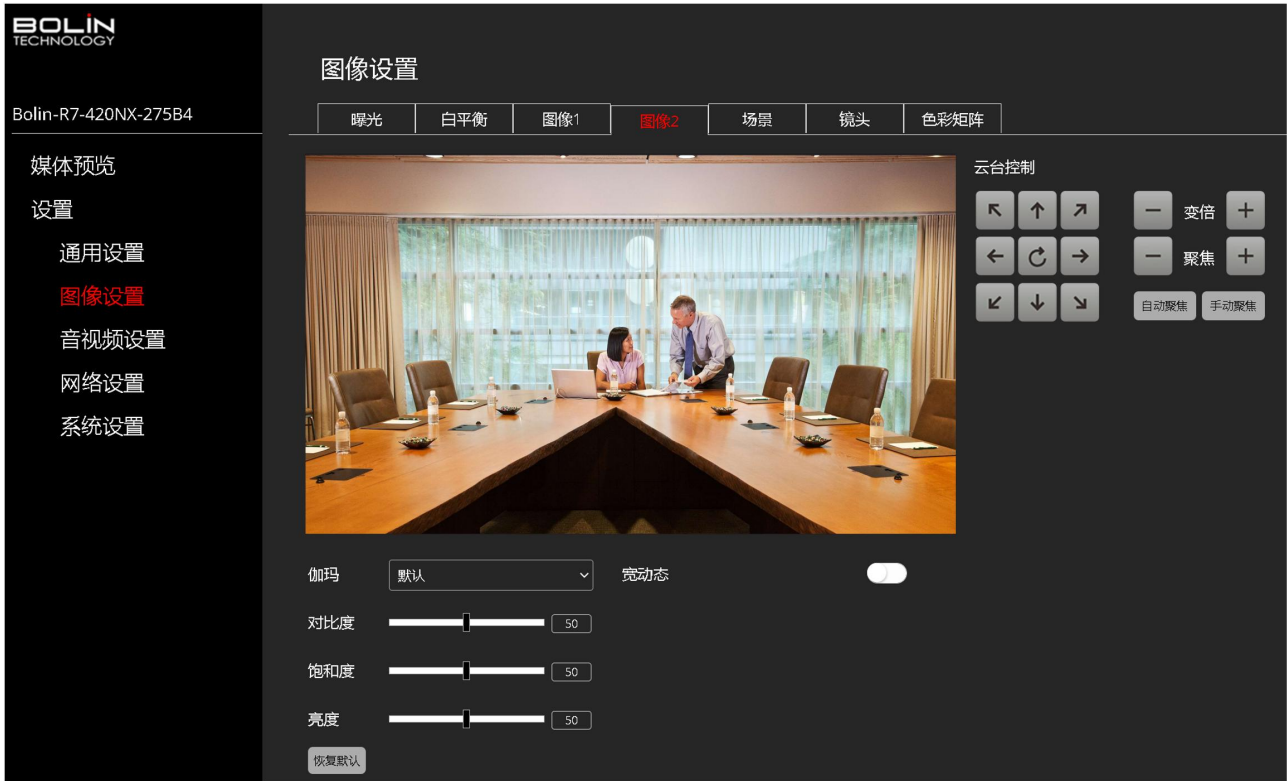 BOLIN
TECHNOLOGY
Bolin-R7-420NX-275B4
媒体预览
设置
通用设置
图像设置
音视频设置
网络设置
系统设置
图像设置
曝光 白平衡 图像1 图像2 场景 镜头 色彩矩阵
云台控制
变倍
聚焦
自动聚焦 手动聚焦
伽玛 默认 宽动态
对比度 50
饱和度 50
亮度 50
恢复默认